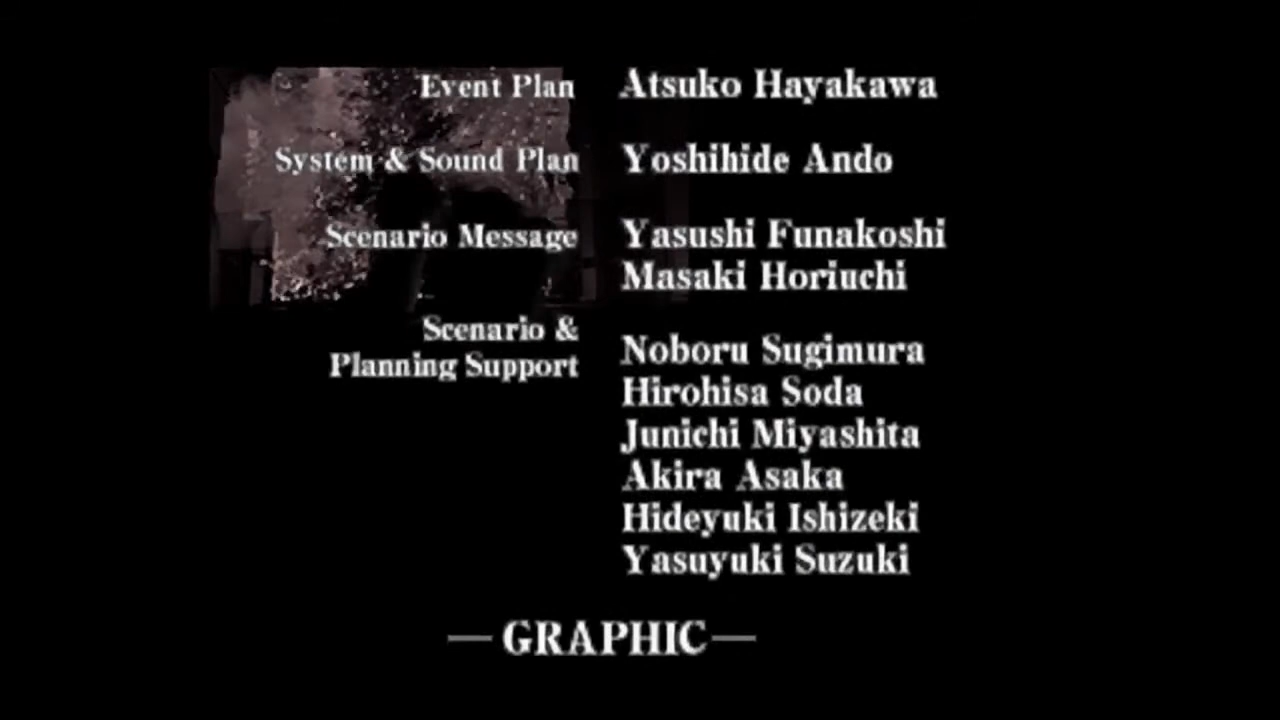 Event Plan Atsuko Hayakawa
System & Sound Plan Yoshihide Ando
Scenario Message Yasushi Funakoshi
Masaki Horiuchi
Scenario &
Planning Support Noboru Sugimura
Hirohisa Soda
Junichi Miyashita
Akira Asaka
Hideyuki Ishizeki
Yasuyuki Suzuki
— GRAPHIC —